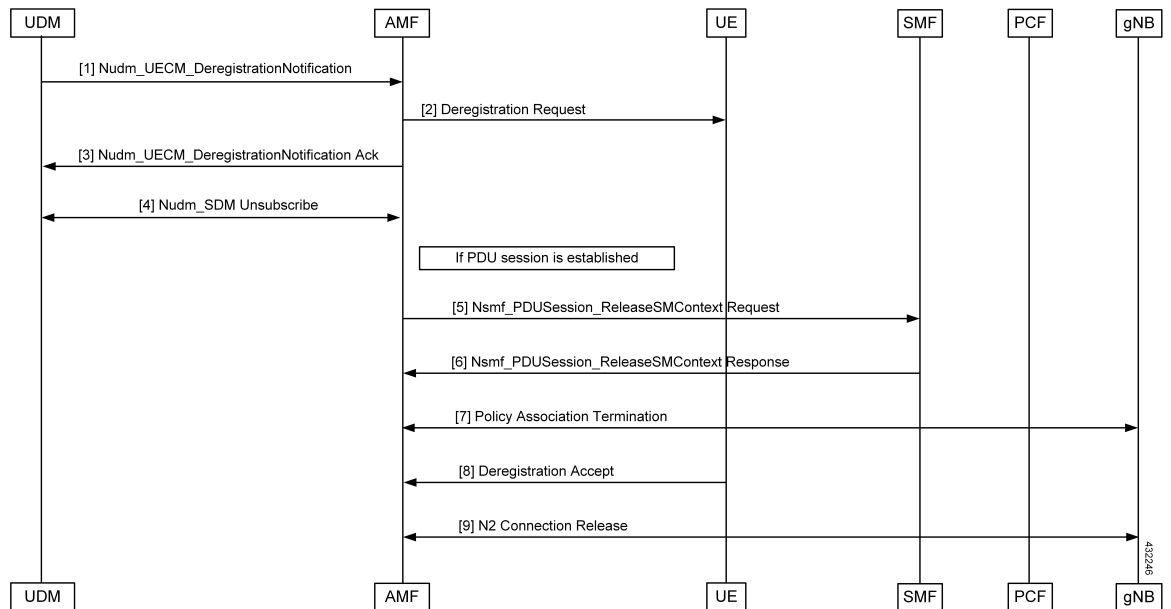 UDM
AMF
UE
SMF
PCF
gNB
[1] Nudm_UECM_DeregistrationNotification
[2] Deregistration Request
[3] Nudm_UECM_DeregistrationNotification Ack
[4] Nudm_SDM Unsubscribe
If PDU session is established
[5] Nsmf_PDUSession_ReleaseSMContext Request
[6] Nsmf_PDUSession_ReleaseSMContext Response
[7] Policy Association Termination
[8] Deregistration Accept
[9] N2 Connection Release
432246
UDM
AMF
UE
SMF
PCF
gNB